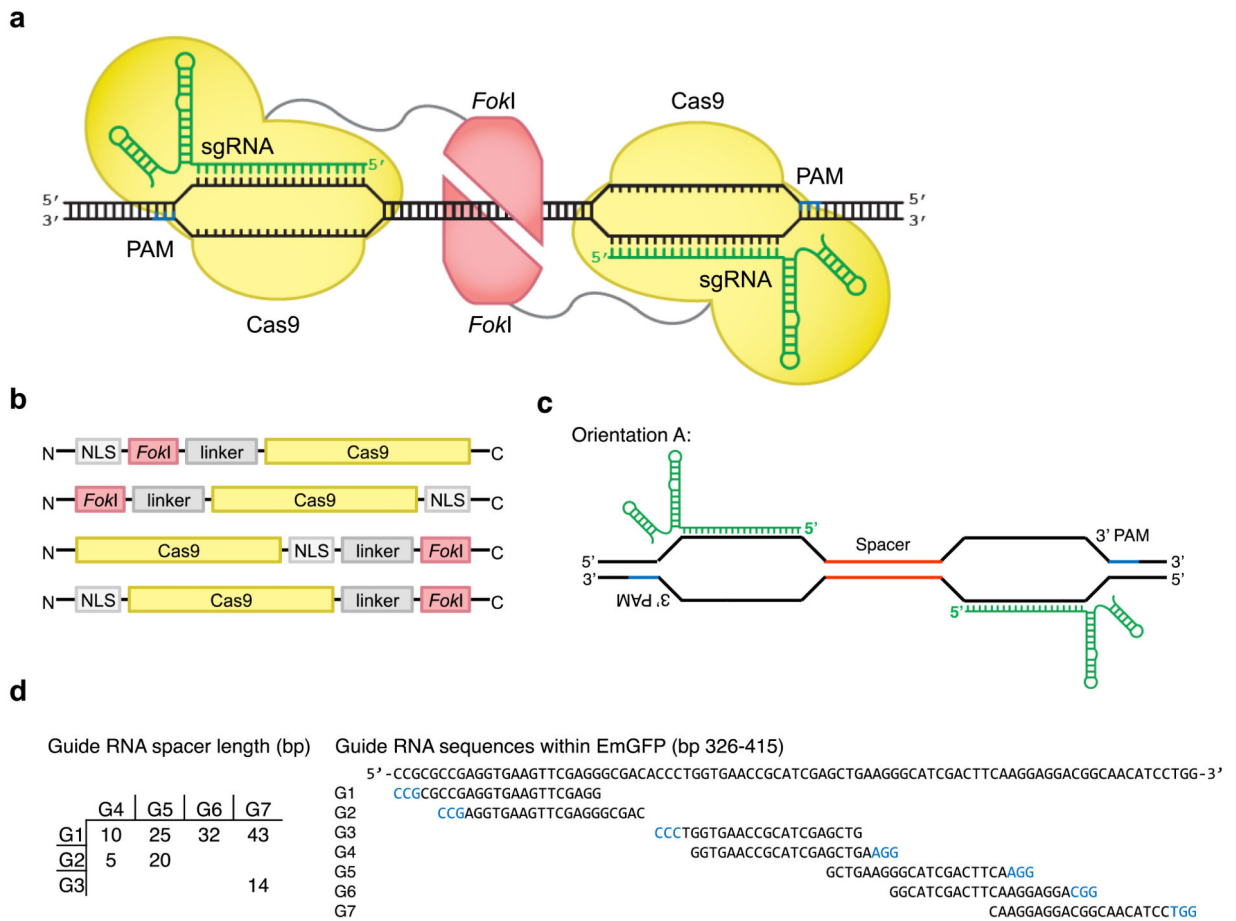 a
FokI
Cas9
sgRNA
5′
PAM
5′
3′
5′
3′
PAM
5′
sgRNA
Cas9
FokI
b
N NLS FokI linker Cas9 C
N FokI linker Cas9 NLS C
N Cas9 NLS linker FokI C
N NLS Cas9 linker FokI C
c
Orientation A:
5’
Spacer
3’ PAM
5’ 3’
3’ 5’
3’ PAM
5’
d
Guide RNA spacer length (bp)
G4 G5 G6 G7
G1 10 25 32 43
G2 5 20
G3 14
Guide RNA sequences within EmGFP (bp 326-415)
5’-CCGCGCCGAGGTGAAGTTCGAGGGCGACACCCTGGTGAACCGCATCGAGCTGAAGGGCATCGACTTCAAGGAGGACGGCAACATCCTGG-3’
G1 CCGCGCCGAGGTGAAGTTCGAGG
G2 CCGAGGTGAAGTTCGAGGGCGAC
G3 CCCTGGTGAACCGCATCGAGCTG
G4 GGTGAACCGCATCGAGCTGAAGG
G5 GCTGAAGGGCATCGACTTCAAGG
G6 GGCATCGACTTCAAGGAGGACGG
G7 CAAGGAGGACGGCAACATCCTGG